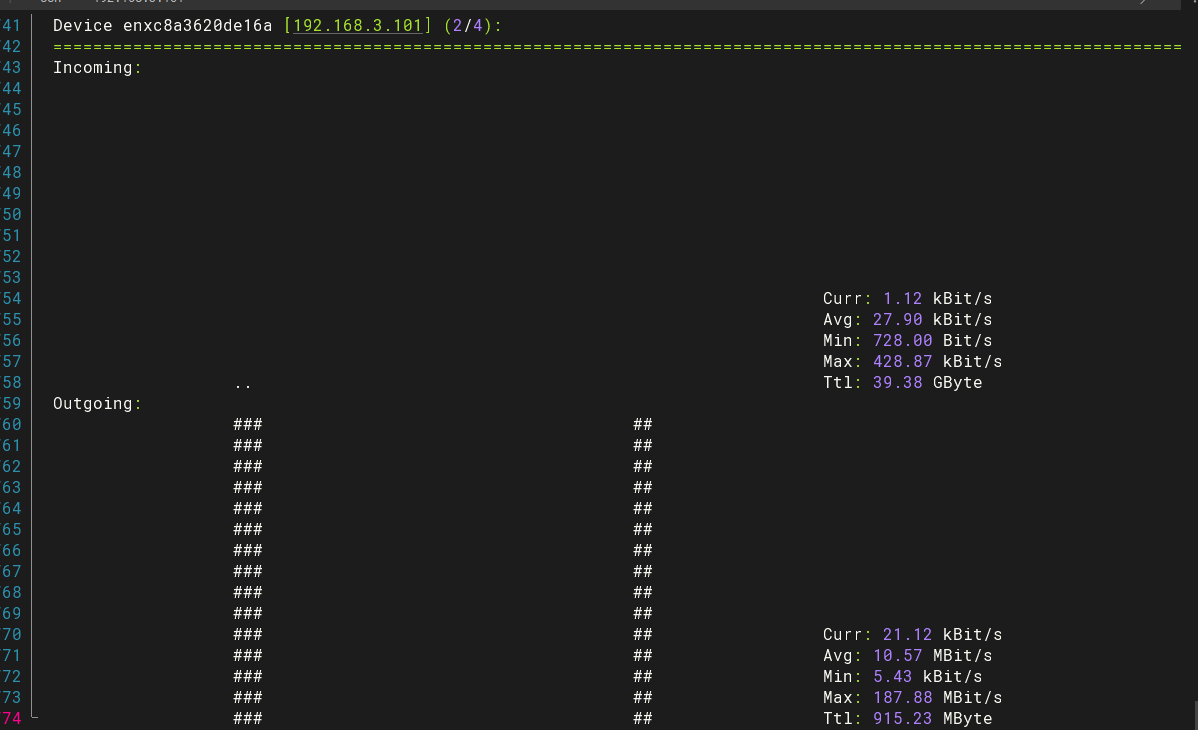 41 Device enxc8a3620de16a [192.168.3.101] (2/4):
42 =================================================================================================================
43 Incoming:
44
45
46
47
48
49
50
51
52
53
54 Curr: 1.12 kBit/s
55 Avg: 27.90 kBit/s
56 Min: 728.00 Bit/s
57 Max: 428.87 kBit/s
58 .. Ttl: 39.38 GByte
59 Outgoing:
60 ### ##
61 ### ##
62 ### ##
63 ### ##
64 ### ##
65 ### ##
66 ### ##
67 ### ##
68 ### ##
69 ### ##
70 ### ## Curr: 21.12 kBit/s
71 ### ## Avg: 10.57 MBit/s
72 ### ## Min: 5.43 kBit/s
73 ### ## Max: 187.88 MBit/s
74 ### ## Ttl: 915.23 MByte